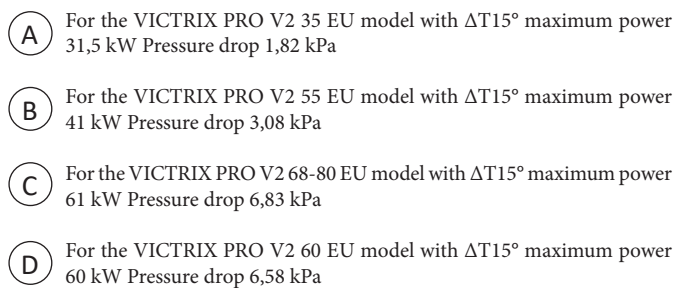 A
For the VICTRIX PRO V2 35 EU model with ΔT15° maximum power
31,5 kW Pressure drop 1,82 kPa
B
For the VICTRIX PRO V2 55 EU model with ΔT15° maximum power
41 kW Pressure drop 3,08 kPa
C
For the VICTRIX PRO V2 68-80 EU model with ΔT15° maximum power
61 kW Pressure drop 6,83 kPa
D
For the VICTRIX PRO V2 60 EU model with ΔT15° maximum power
60 kW Pressure drop 6,58 kPa